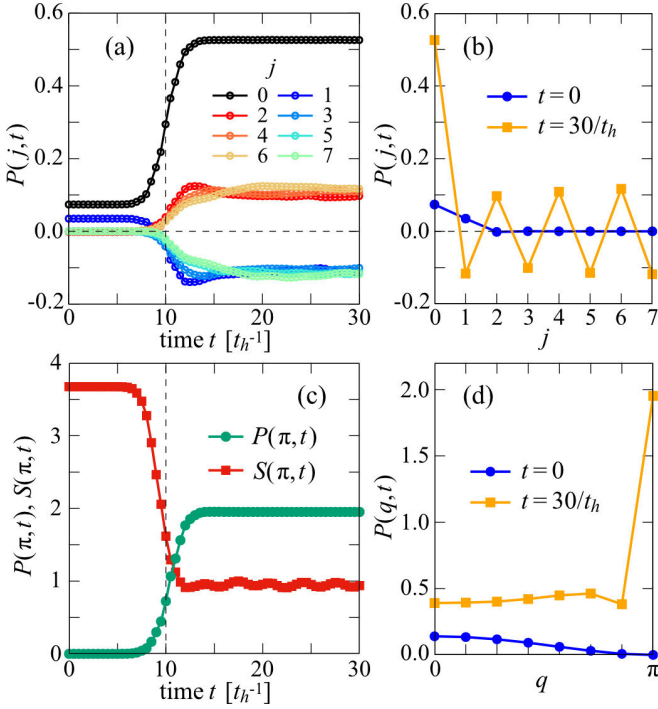 (a)
P(j,t)
0.6
0.4
0.2
0.0
-0.2
j
0 1
2 3
4 5
6 7
0 10 20 30
time t [t_h^-1]
(b)
P(j,t)
0.6
0.4
0.2
0.0
-0.2
t = 0
t = 30/t_h
0 1 2 3 4 5 6 7
j
(c)
P(π,t), S(π,t)
4
3
2
1
0
P(π,t)
S(π,t)
0 10 20 30
time t [t_h^-1]
(d)
P(q,t)
2.0
1.5
1.0
0.5
0.0
t = 0
t = 30/t_h
0 π
q